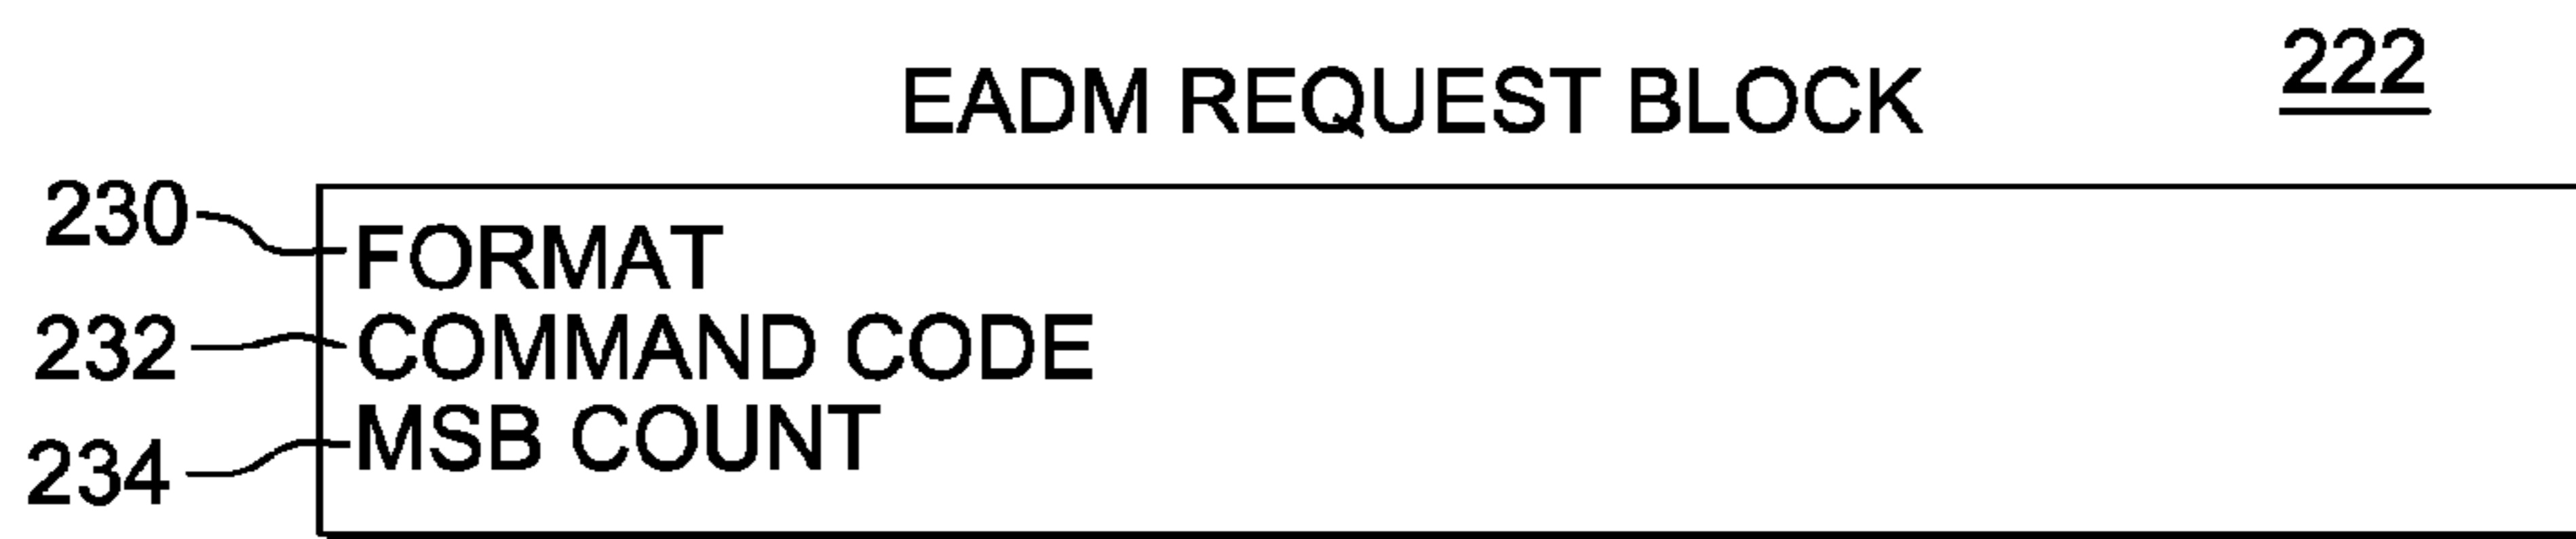 EADM REQUEST BLOCK 222
230 FORMAT
232 COMMAND CODE
234 MSB COUNT